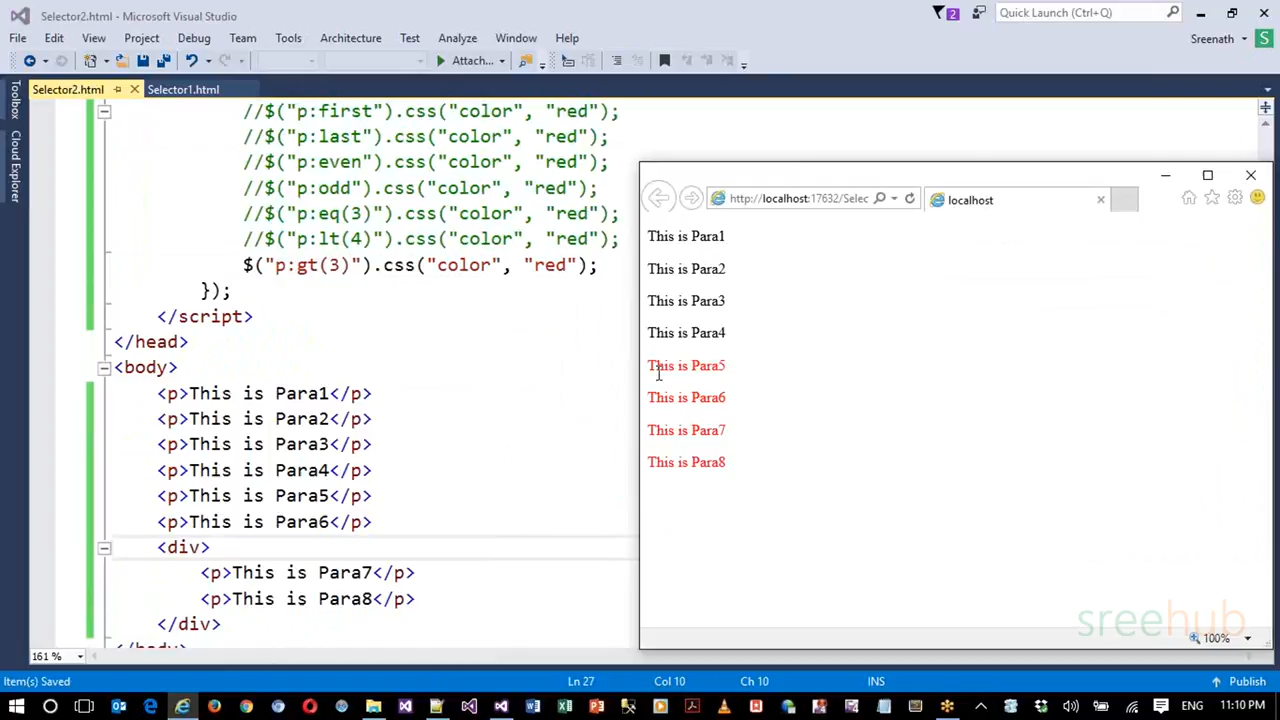 Selector2.html - Microsoft Visual Studio
2
Quick Launch (Ctrl+Q)
File Edit View Project Debug Team Tools Architecture Test Analyze Window Help
Sreenath
S
Attach...
Toolbox
Cloud Explorer
Selector2.html
Selector1.html
//$("p:first").css("color", "red");
//$("p:last").css("color", "red");
//$("p:even").css("color", "red");
//$("p:odd").css("color", "red");
//$("p:eq(3)").css("color", "red");
//$("p:lt(4)").css("color", "red");
$("p:gt(3)").css("color", "red");
});
</script>
</head>
<body>
<p>This is Para1</p>
<p>This is Para2</p>
<p>This is Para3</p>
<p>This is Para4</p>
<p>This is Para5</p>
<p>This is Para6</p>
<div>
<p>This is Para7</p>
<p>This is Para8</p>
</div>
</body>
http://localhost:17632/Selec
localhost
This is Para1
This is Para2
This is Para3
This is Para4
This is Para5
This is Para6
This is Para7
This is Para8
sreehub
100%
161 %
Item(s) Saved
Ln 27
Col 10
Ch 10
INS
Publish
ENG
11:10 PM